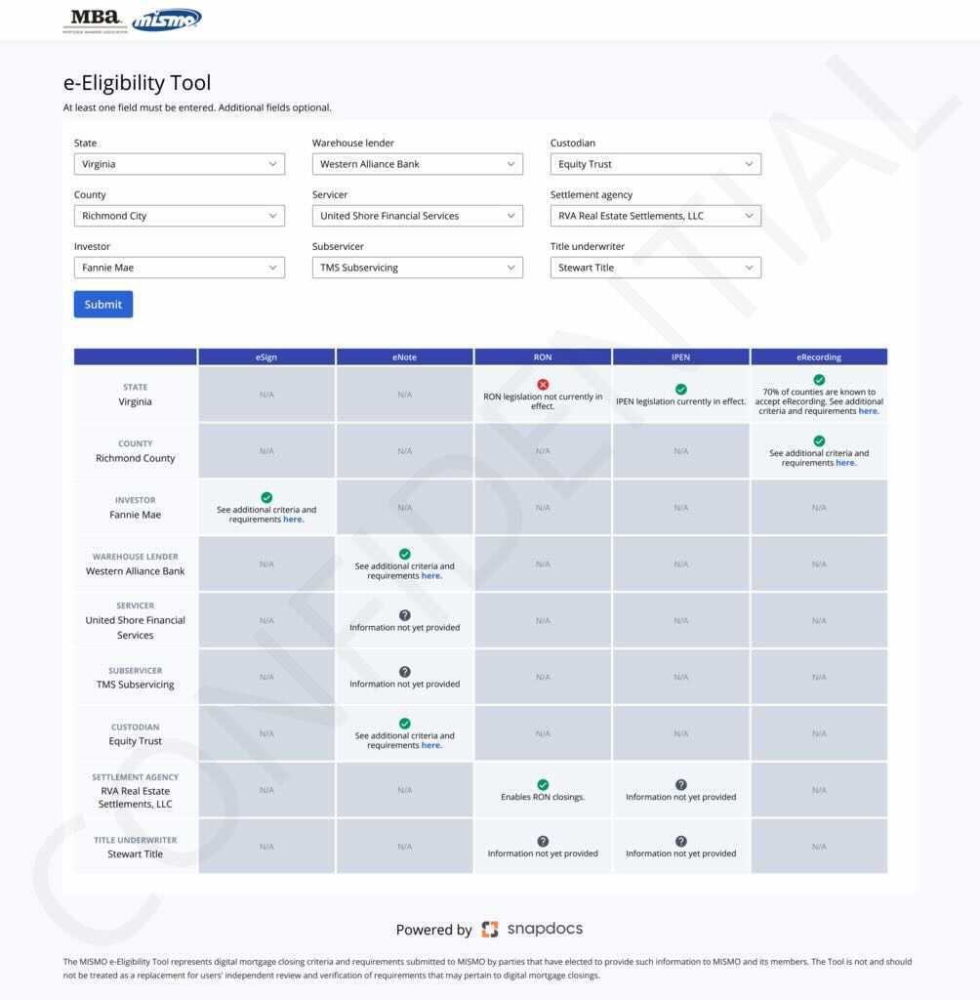 MBA
MORTGAGE BANKERS ASSOCIATION
mismo
e-Eligibility Tool
At least one field must be entered. Additional fields optional.
State
Warehouse lender
Custodian
Virginia
Western Alliance Bank
Equity Trust
County
Servicer
Settlement agency
Richmond City
United Shore Financial Services
RVA Real Estate Settlements, LLC
Investor
Subservicer
Title underwriter
Fannie Mae
TMS Subservicing
Stewart Title
Submit
eSign
eNote
RON
IPEN
eRecording
STATE
Virginia
N/A
N/A
RON legislation not currently in
effect.
IPEN legislation currently in effect.
70% of counties are known to
accept eRecording. See additional
criteria and requirements here.
COUNTY
Richmond County
N/A
N/A
N/A
N/A
See additional criteria and
requirements here.
INVESTOR
Fannie Mae
See additional criteria and
requirements here.
N/A
N/A
N/A
N/A
WAREHOUSE LENDER
Western Alliance Bank
N/A
See additional criteria and
requirements here.
N/A
N/A
N/A
SERVICER
United Shore Financial
Services
N/A
Information not yet provided
N/A
N/A
N/A
SUBSERVICER
TMS Subservicing
N/A
Information not yet provided
N/A
N/A
N/A
CUSTODIAN
Equity Trust
N/A
See additional criteria and
requirements here.
N/A
N/A
N/A
SETTLEMENT AGENCY
RVA Real Estate
Settlements, LLC
N/A
N/A
Enables RON closings.
Information not yet provided
N/A
TITLE UNDERWRITER
Stewart Title
N/A
N/A
Information not yet provided
Information not yet provided
N/A
CONFIDENTIAL
Powered by snapdocs
The MISMO e-Eligibility Tool represents digital mortgage closing criteria and requirements submitted to MISMO by parties that have elected to provide such information to MISMO and its members. The Tool is not and should
not be treated as a replacement for users' independent review and verification of requirements that may pertain to digital mortgage closings.